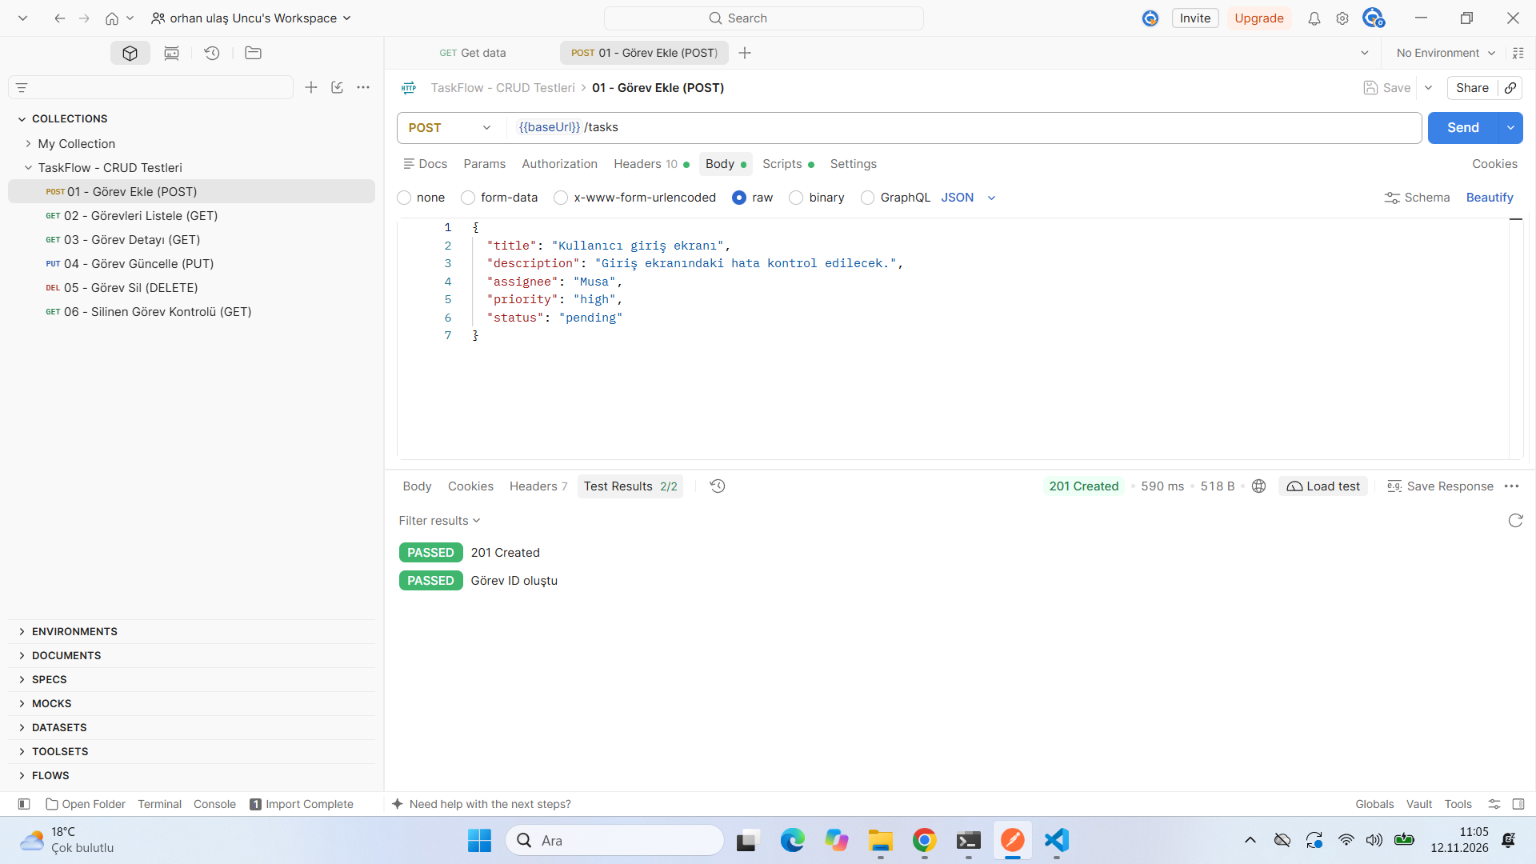 orhan ulaş Uncu's Workspace
Search
Invite
Upgrade
GET Get data
POST 01 - Görev Ekle (POST)
No Environment
HTTP TaskFlow - CRUD Testleri > 01 - Görev Ekle (POST)
Save
Share
COLLECTIONS
My Collection
TaskFlow - CRUD Testleri
POST 01 - Görev Ekle (POST)
GET 02 - Görevleri Listele (GET)
GET 03 - Görev Detayı (GET)
PUT 04 - Görev Güncelle (PUT)
DEL 05 - Görev Sil (DELETE)
GET 06 - Silinen Görev Kontrolü (GET)
ENVIRONMENTS
DOCUMENTS
SPECS
MOCKS
DATASETS
TOOLSETS
FLOWS
POST {{baseUrl}} /tasks
Send
Docs Params Authorization Headers 10 Body Scripts Settings
Cookies
none form-data x-www-form-urlencoded raw binary GraphQL JSON
Schema Beautify
1 {
2 "title": "Kullanıcı giriş ekranı",
3 "description": "Giriş ekranındaki hata kontrol edilecek.",
4 "assignee": "Musa",
5 "priority": "high",
6 "status": "pending"
7 }
Body Cookies Headers 7 Test Results 2/2
201 Created • 590 ms • 518 B
Load test
e.g. Save Response
Filter results
PASSED 201 Created
PASSED Görev ID oluştu
Open Folder Terminal Console 1 Import Complete
Need help with the next steps?
Globals Vault Tools
18°C
Çok bulutlu
Ara
11:05
12.11.2026